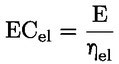 EC_el = E / η_el